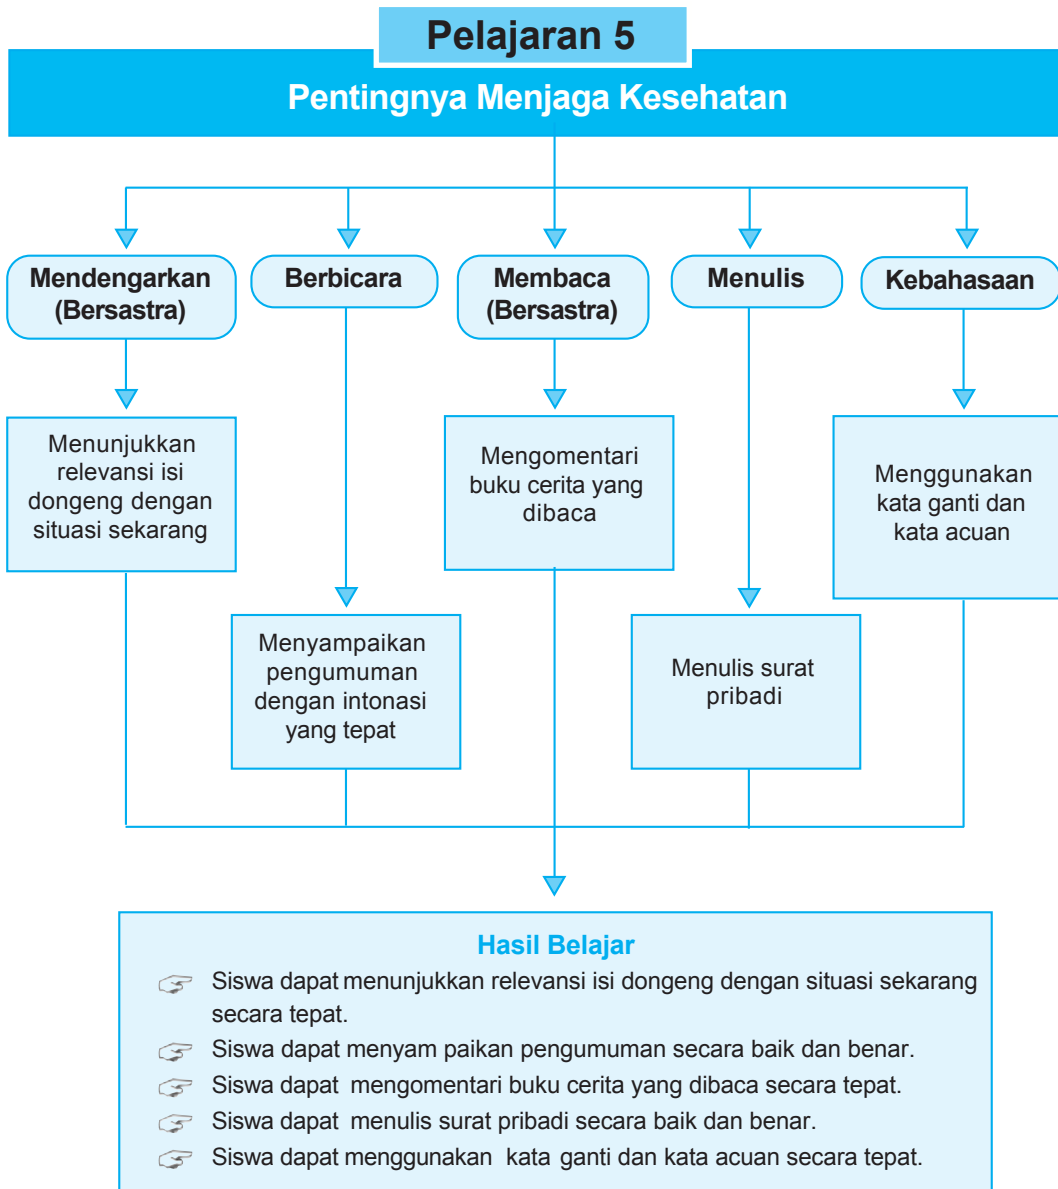 Pelajaran 5
Pentingnya Menjaga Kesehatan
Mendengarkan
(Bersastra)
Berbicara
Membaca
(Bersastra)
Menulis
Kebahasaan
Menunjukkan
relevansi isi
dongeng dengan
situasi sekarang
Mengomentari
buku cerita yang
dibaca
Menggunakan
kata ganti dan
kata acuan
Menyampaikan
pengumuman
dengan intonasi
yang tepat
Menulis surat
pribadi
Hasil Belajar
Siswa dapat menunjukkan relevansi isi dongeng dengan situasi sekarang
secara tepat.
Siswa dapat menyam paikan pengumuman secara baik dan benar.
Siswa dapat mengomentari buku cerita yang dibaca secara tepat.
Siswa dapat menulis surat pribadi secara baik dan benar.
Siswa dapat menggunakan kata ganti dan kata acuan secara tepat.